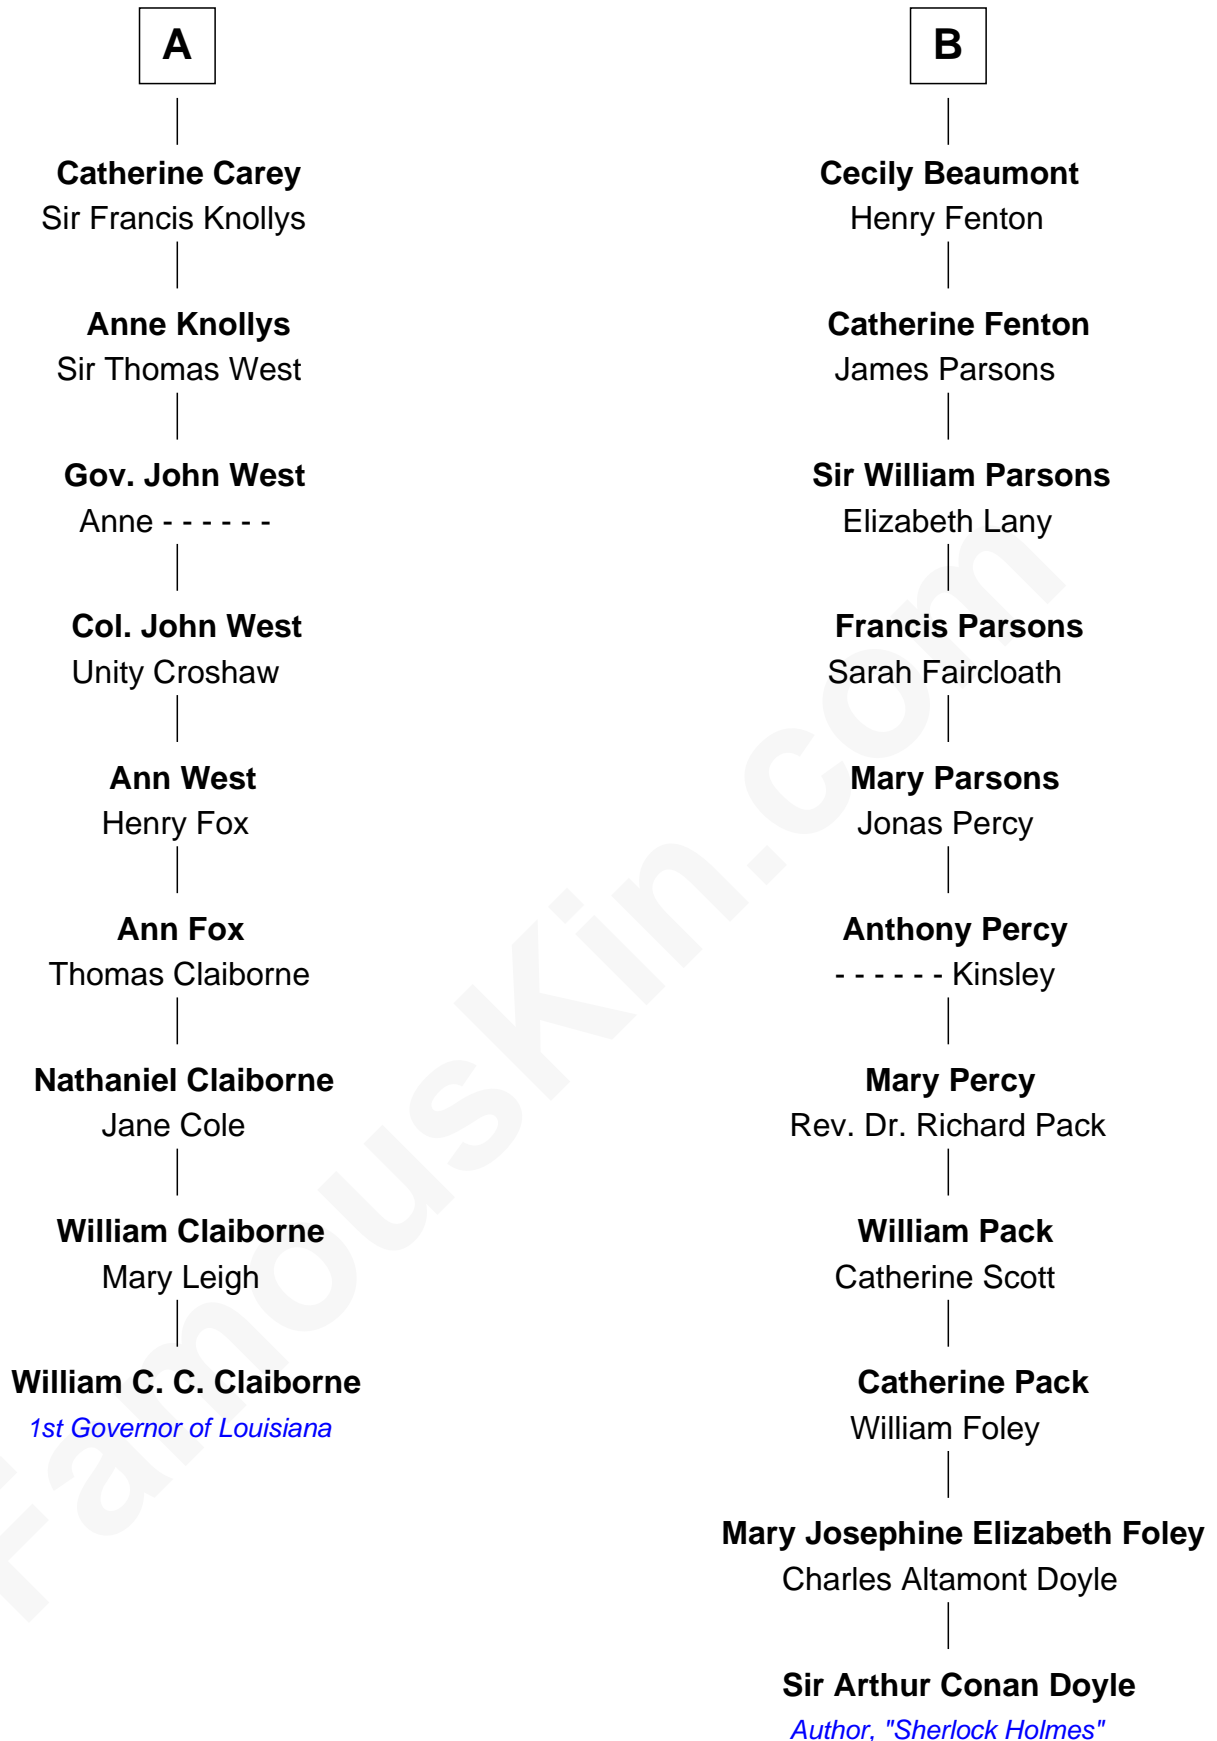 A
Catherine Carey
Sir Francis Knollys
Anne Knollys
Sir Thomas West
Gov. John West
Anne - - - - - -
Col. John West
Unity Croshaw
Ann West
Henry Fox
Ann Fox
Thomas Claiborne
Nathaniel Claiborne
Jane Cole
William Claiborne
Mary Leigh
William C. C. Claiborne
1st Governor of Louisiana
B
Cecily Beaumont
Henry Fenton
Catherine Fenton
James Parsons
Sir William Parsons
Elizabeth Lany
Francis Parsons
Sarah Faircloath
Mary Parsons
Jonas Percy
Anthony Percy
- - - - - - Kinsley
Mary Percy
Rev. Dr. Richard Pack
William Pack
Catherine Scott
Catherine Pack
William Foley
Mary Josephine Elizabeth Foley
Charles Altamont Doyle
Sir Arthur Conan Doyle
Author, "Sherlock Holmes"
FamousKin.com